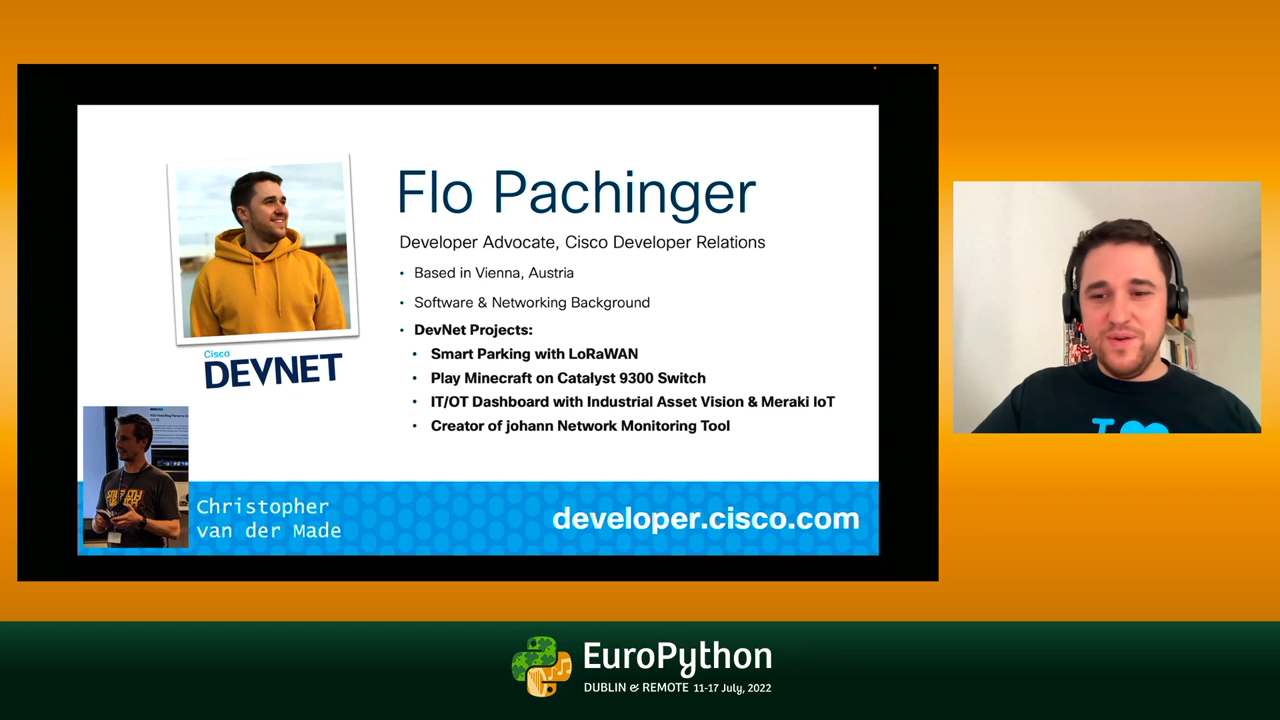 Flo Pachinger
Developer Advocate, Cisco Developer Relations
• Based in Vienna, Austria
• Software & Networking Background
• DevNet Projects:
• Smart Parking with LoRaWAN
• Play Minecraft on Catalyst 9300 Switch
• IT/OT Dashboard with Industrial Asset Vision & Meraki IoT
• Creator of johann Network Monitoring Tool
Cisco
DEVNET
Christopher
van der Made
developer.cisco.com
I
EuroPython
DUBLIN & REMOTE 11-17 July, 2022